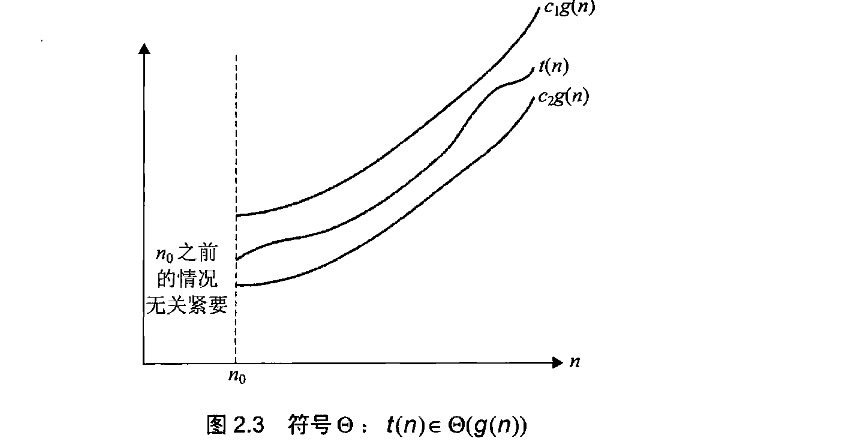 c₁g(n)
t(n)
c₂g(n)
n₀之前
的情况
无关紧要
n
n₀
图 2.3 符号Θ：t(n)∈Θ(g(n))